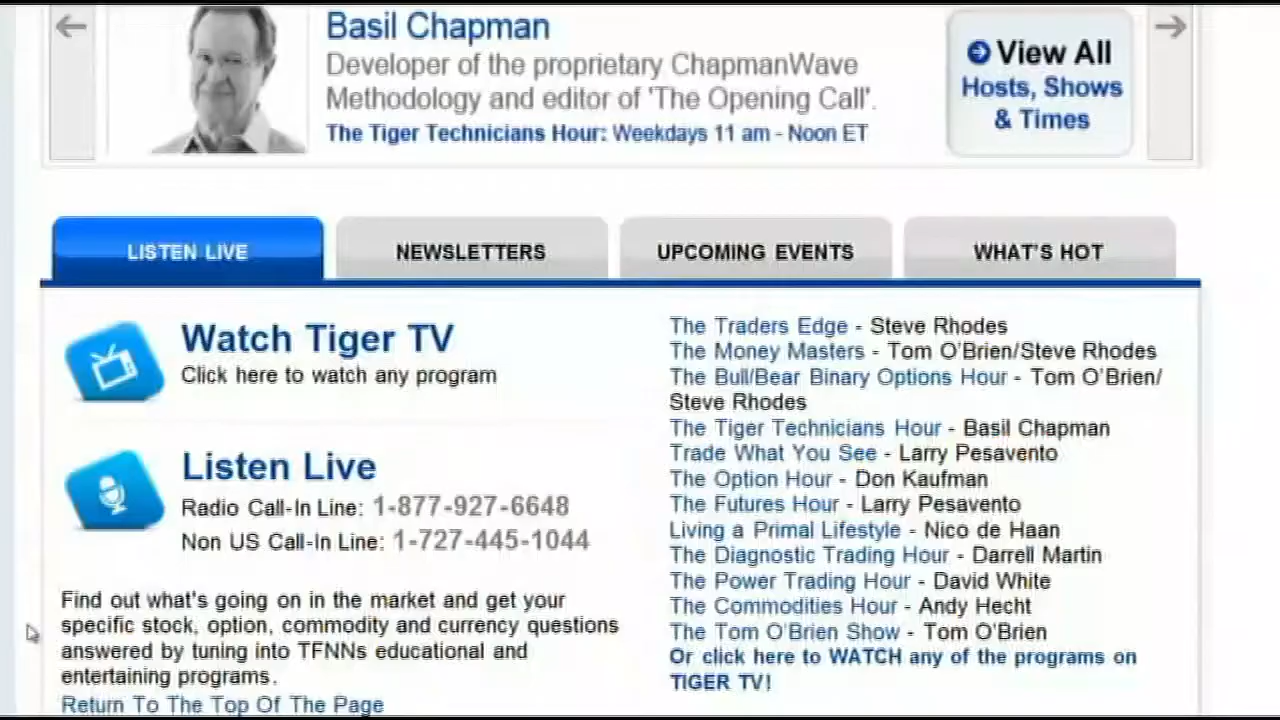 Basil Chapman
Developer of the proprietary ChapmanWave
Methodology and editor of 'The Opening Call'.
The Tiger Technicians Hour: Weekdays 11 am - Noon ET
View All
Hosts, Shows
& Times
LISTEN LIVE
NEWSLETTERS
UPCOMING EVENTS
WHAT'S HOT
Watch Tiger TV
Click here to watch any program
Listen Live
Radio Call-In Line: 1-877-927-6648
Non US Call-In Line: 1-727-445-1044
Find out what's going on in the market and get your
specific stock, option, commodity and currency questions
answered by tuning into TFNNs educational and
entertaining programs.
Return To The Top Of The Page
The Traders Edge - Steve Rhodes
The Money Masters - Tom O'Brien/Steve Rhodes
The Bull/Bear Binary Options Hour - Tom O'Brien/
Steve Rhodes
The Tiger Technicians Hour - Basil Chapman
Trade What You See - Larry Pesavento
The Option Hour - Don Kaufman
The Futures Hour - Larry Pesavento
Living a Primal Lifestyle - Nico de Haan
The Diagnostic Trading Hour - Darrell Martin
The Power Trading Hour - David White
The Commodities Hour - Andy Hecht
The Tom O'Brien Show - Tom O'Brien
Or click here to WATCH any of the programs on
TIGER TV!